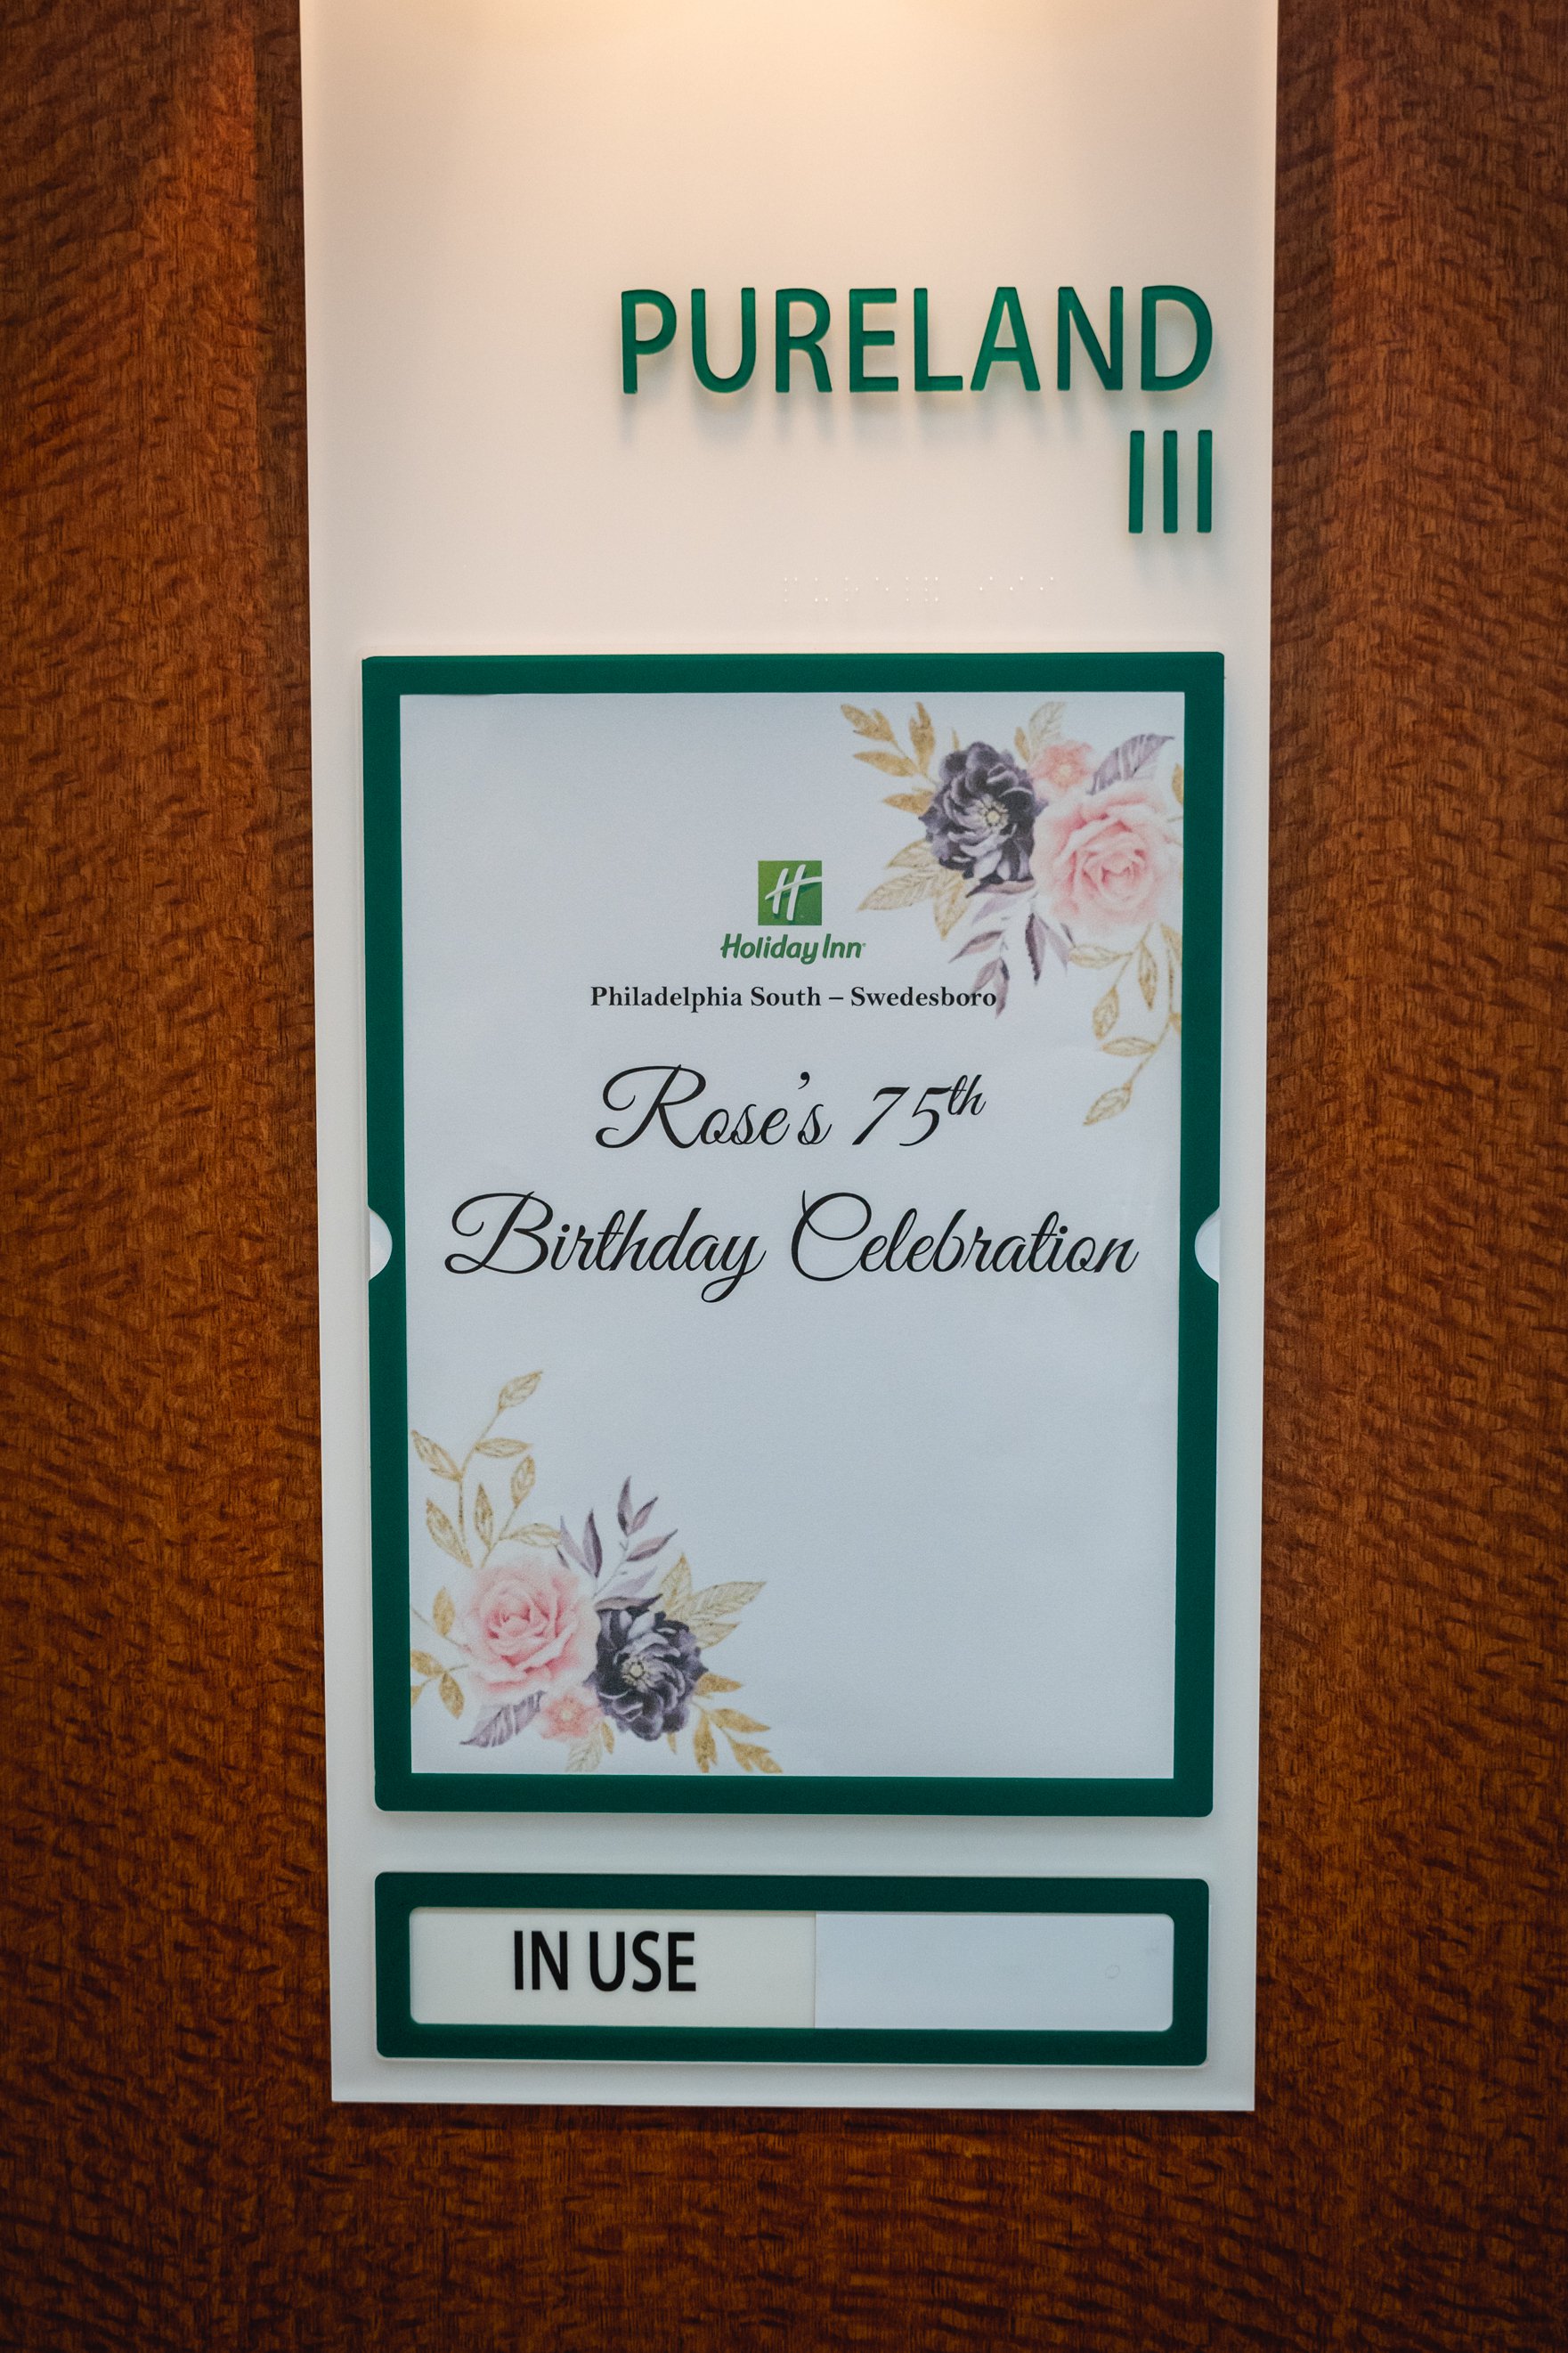 PURELAND
III
H
Holiday Inn
Philadelphia South – Swedesboro
Rose's 75th
Birthday Celebration
IN USE